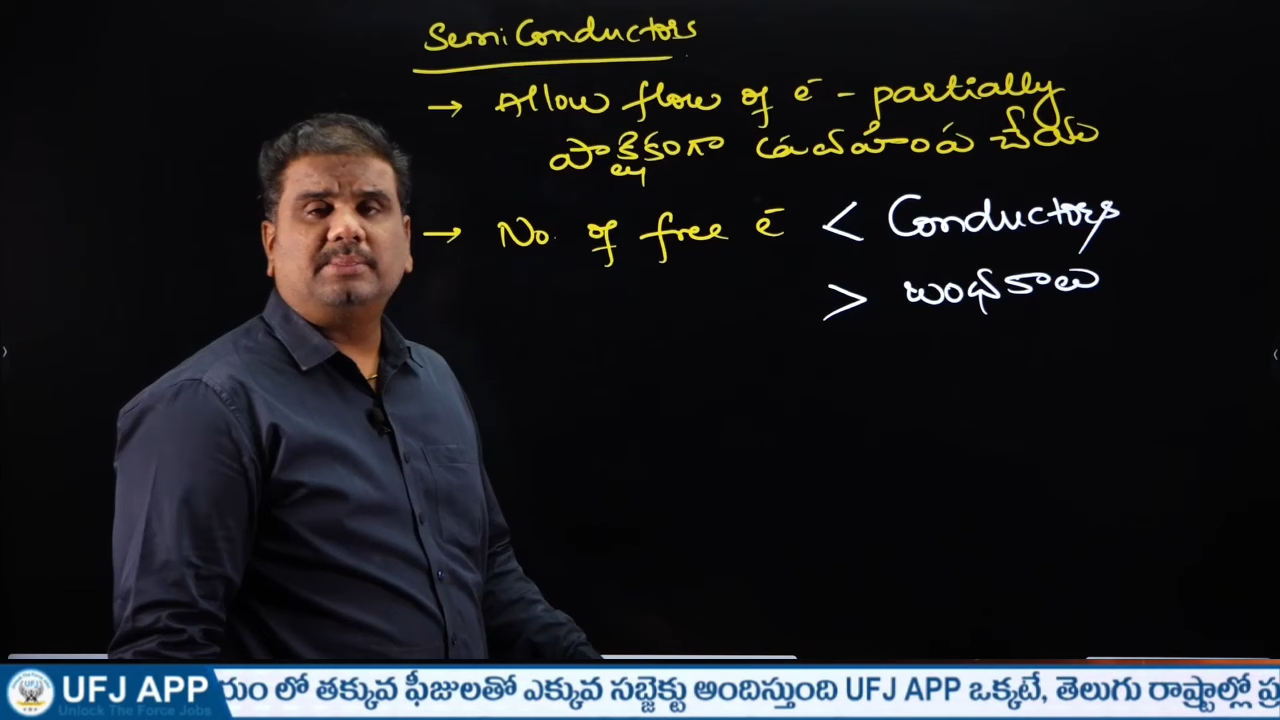 Semi Conductors
→ Allow flow of e⁻ - partially
పాక్షికంగా ప్రవహింప చేయు
→ No. of free e⁻ < Conductors
> బంధకాలు
UFJ APP
Unlock The Force Jobs
యం లో తక్కువ ఫీజులతో ఎక్కువ సబ్జెక్టు అందిస్తుంది UFJ APP ఒక్కటే, తెలుగు రాష్ట్రాల్లో ప్ర